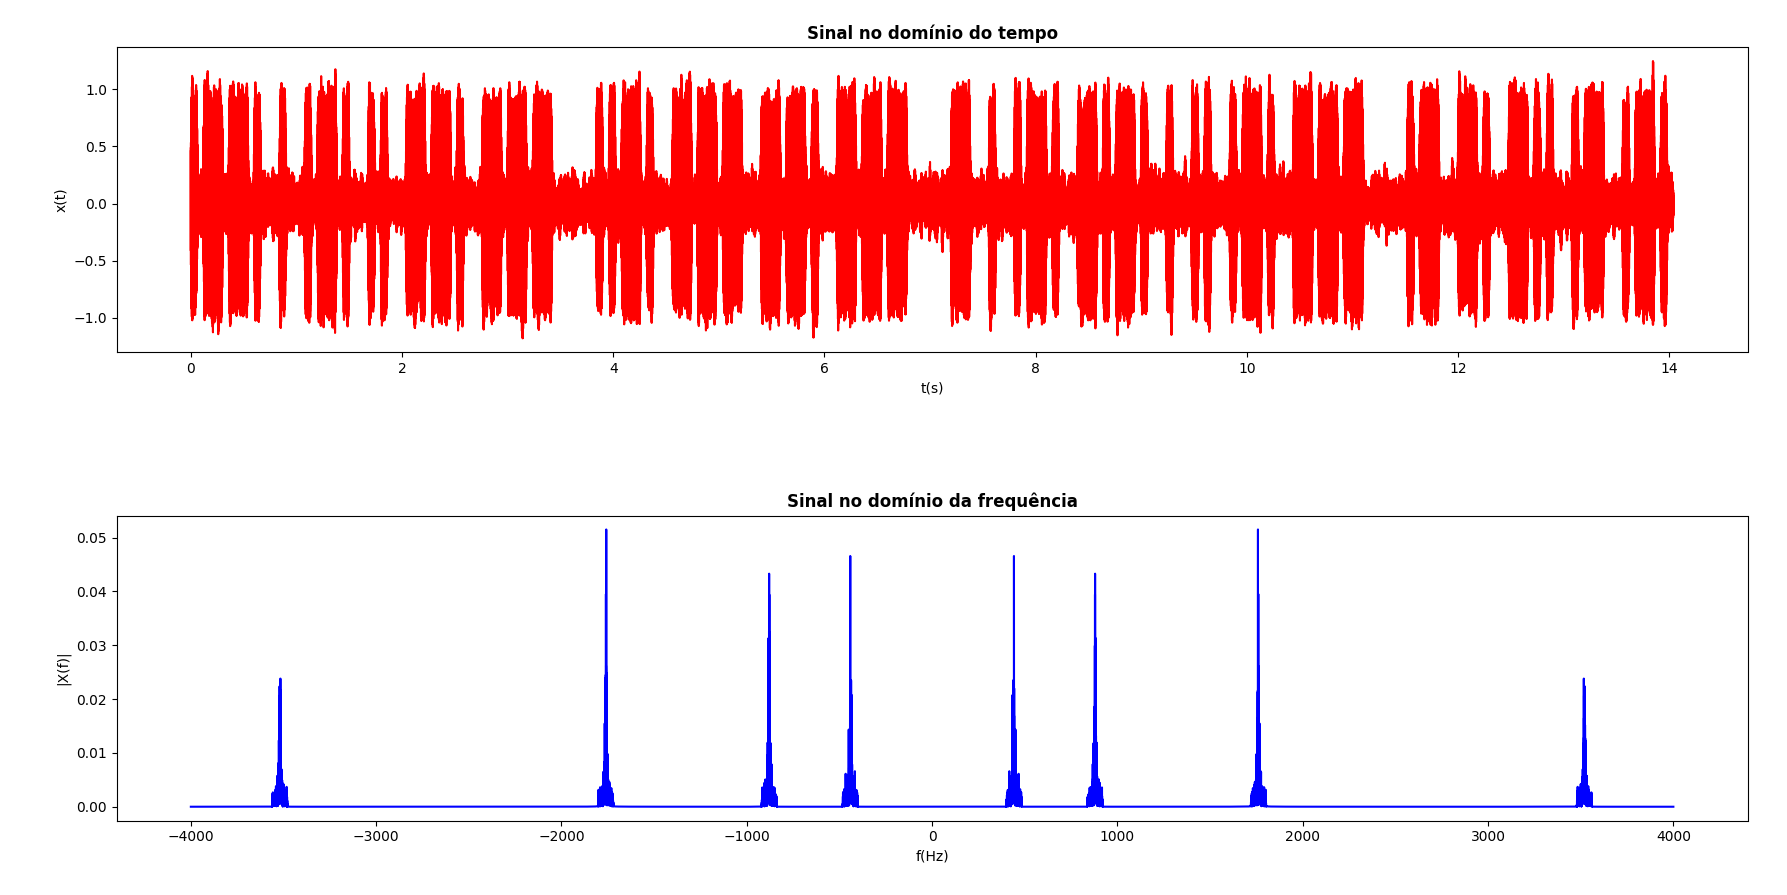 Sinal no domínio do tempo
1.0
0.5
0.0
−0.5
−1.0
x(t)
0 2 4 6 8 10 12 14
t(s)
Sinal no domínio da frequência
0.05
0.04
0.03
0.02
0.01
0.00
|X(f)|
−4000 −3000 −2000 −1000 0 1000 2000 3000 4000
f(Hz)